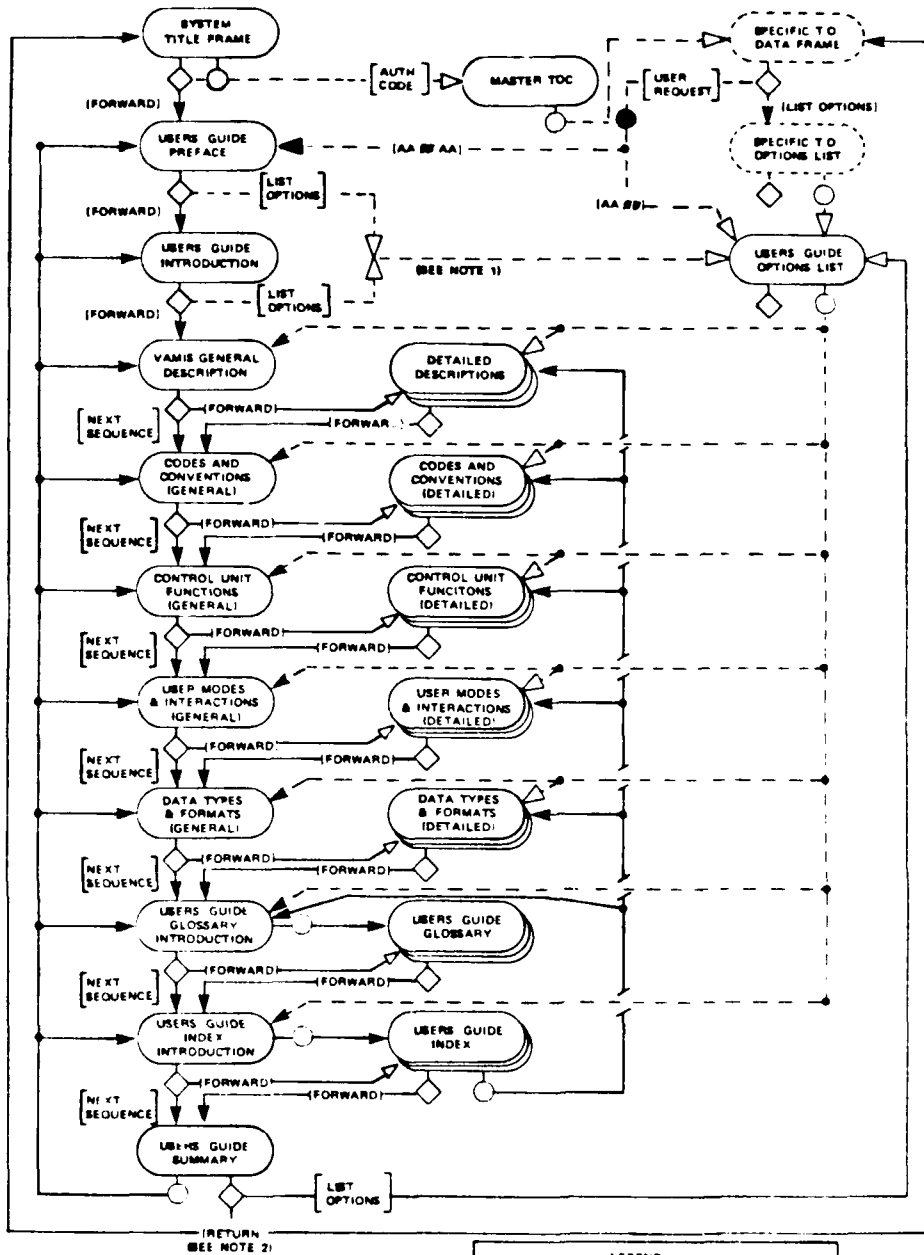 SYSTEM
TITLE FRAME
SPECIFIC T.O.
DATA FRAME
[AUTH
CODE]
MASTER TOC
[USER
REQUEST]
(FORWARD)
(LIST OPTIONS)
USERS GUIDE
PREFACE
(AA ## AA)
SPECIFIC T.O.
OPTIONS LIST
[LIST
OPTIONS]
(AA ##)
(FORWARD)
USERS GUIDE
INTRODUCTION
(SEE NOTE 1)
USERS GUIDE
OPTIONS LIST
[LIST
OPTIONS]
(FORWARD)
VAMIS GENERAL
DESCRIPTION
DETAILED
DESCRIPTIONS
[NEXT
SEQUENCE]
(FORWARD)
(FORWAR
CODES AND
CONVENTIONS
(GENERAL)
CODES AND
CONVENTIONS
(DETAILED)
[NEXT
SEQUENCE]
(FORWARD)
(FORWARD)
CONTROL UNIT
FUNCTIONS
(GENERAL)
CONTROL UNIT
FUNCITONS
(DETAILED)
[NEXT
SEQUENCE]
(FORWARD)
(FORWARD)
USER MODES
& INTERACTIONS
(GENERAL)
USER MODES
& INTERACTIONS
(DETAILED)
[NEXT
SEQUENCE]
(FORWARD)
(FORWARD)
DATA TYPES
& FORMATS
(GENERAL)
DATA TYPES
& FORMATS
(DETAILED)
[NEXT
SEQUENCE]
(FORWARD)
(FORWARD)
USERS GUIDE
GLOSSARY
INTRODUCTION
USERS GUIDE
GLOSSARY
[NEXT
SEQUENCE]
(FORWARD)
(FORWARD)
USERS GUIDE
INDEX
INTRODUCTION
USERS GUIDE
INDEX
[NEXT
SEQUENCE]
(FORWARD)
(FORWARD)
USERS GUIDE
SUMMARY
[LIST
OPTIONS]
(RETURN
(SEE NOTE 2)
LEGEND